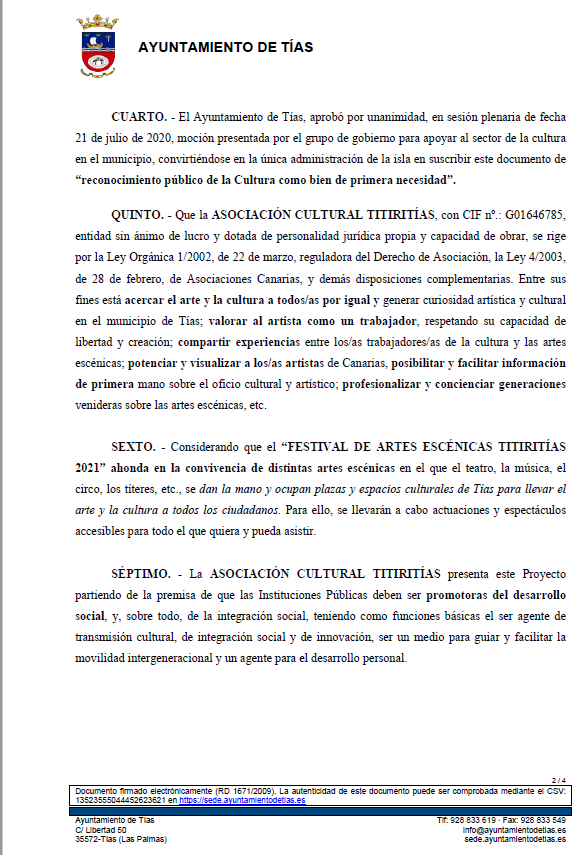 AYUNTAMIENTO DE TÍAS
CUARTO. - El Ayuntamiento de Tías, aprobó por unanimidad, en sesión plenaria de fecha
21 de julio de 2020, moción presentada por el grupo de gobierno para apoyar al sector de la cultura
en el municipio, convirtiéndose en la única administración de la isla en suscribir este documento de
“reconocimiento público de la Cultura como bien de primera necesidad”.
QUINTO. - Que la ASOCIACIÓN CULTURAL TITIRITÍAS, con CIF nº.: G01646785,
entidad sin ánimo de lucro y dotada de personalidad jurídica propia y capacidad de obrar, se rige
por la Ley Orgánica 1/2002, de 22 de marzo, reguladora del Derecho de Asociación, la Ley 4/2003,
de 28 de febrero, de Asociaciones Canarias, y demás disposiciones complementarias. Entre sus
fines está acercar el arte y la cultura a todos/as por igual y generar curiosidad artística y cultural
en el municipio de Tías; valorar al artista como un trabajador, respetando su capacidad de
libertad y creación; compartir experiencias entre los/as trabajadores/as de la cultura y las artes
escénicas; potenciar y visualizar a los/as artistas de Canarias, posibilitar y facilitar información
de primera mano sobre el oficio cultural y artístico; profesionalizar y concienciar generaciones
venideras sobre las artes escénicas, etc.
SEXTO. - Considerando que el “FESTIVAL DE ARTES ESCÉNICAS TITIRITÍAS
2021” ahonda en la convivencia de distintas artes escénicas en el que el teatro, la música, el
circo, los títeres, etc., se dan la mano y ocupan plazas y espacios culturales de Tías para llevar el
arte y la cultura a todos los ciudadanos. Para ello, se llevarán a cabo actuaciones y espectáculos
accesibles para todo el que quiera y pueda asistir.
SÉPTIMO. - La ASOCIACIÓN CULTURAL TITIRITÍAS presenta este Proyecto
partiendo de la premisa de que las Instituciones Públicas deben ser promotoras del desarrollo
social, y, sobre todo, de la integración social, teniendo como funciones básicas el ser agente de
transmisión cultural, de integración social y de innovación, ser un medio para guiar y facilitar la
movilidad intergeneracional y un agente para el desarrollo personal.
2 / 4
Documento firmado electrónicamente (RD 1671/2009). La autenticidad de este documento puede ser comprobada mediante el CSV:
13523555044452623621 en https://sede.ayuntamientodetias.es
Ayuntamiento de Tías
C/ Libertad 50
35572-Tías (Las Palmas)
Tlf: 928 833 619 · Fax: 928 833 549
info@ayuntamientodetias.es
sede.ayuntamientodetias.es